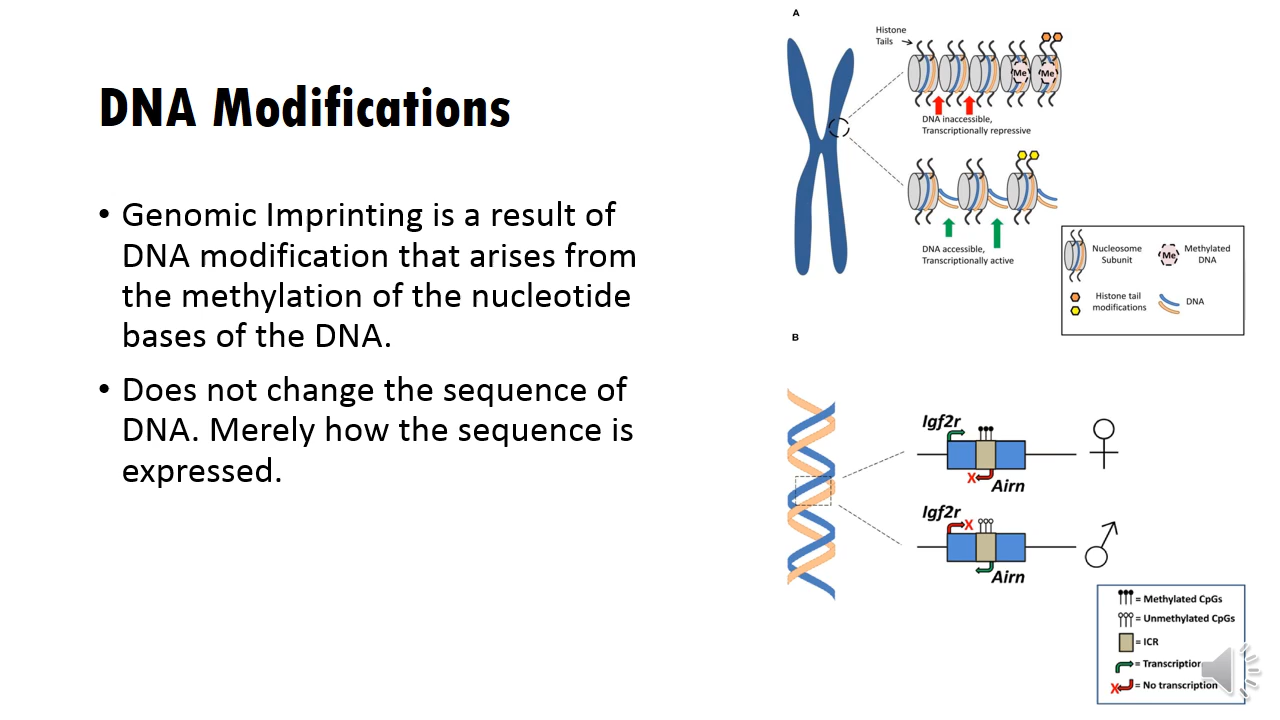 DNA Modifications
• Genomic Imprinting is a result of
DNA modification that arises from
the methylation of the nucleotide
bases of the DNA.
• Does not change the sequence of
DNA. Merely how the sequence is
expressed.
A
Histone
Tails
Me
Me
DNA inaccessible,
Transcriptionally repressive
DNA accessible,
Transcriptionally active
Nucleosome
Subunit
Me
Methylated
DNA
Histone tail
modifications
DNA
B
Igf2r
X
Airn
Igf2r
X
Airn
= Methylated CpGs
= Unmethylated CpGs
= ICR
= Transcription
X = No transcription